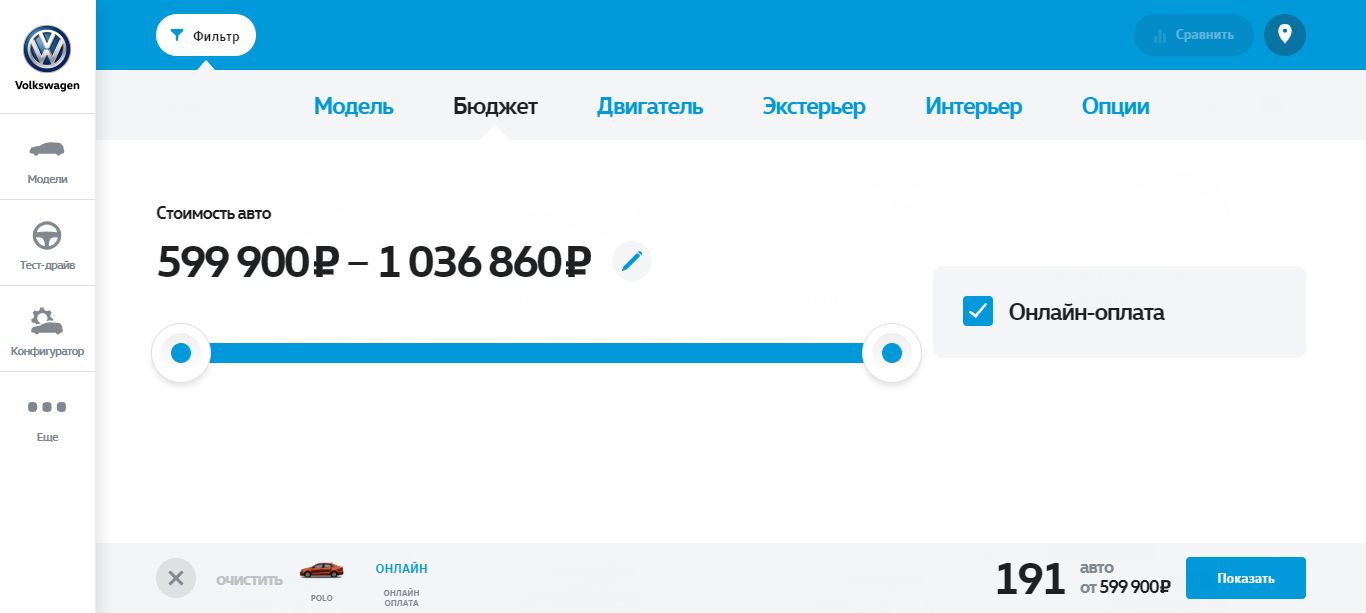 Volkswagen
Модели
Тест-драйв
Конфигуратор
Еще
Фильтр
Сравнить
Модель Бюджет Двигатель Экстерьер Интерьер Опции
Стоимость авто
599 900₽ – 1 036 860₽
Онлайн-оплата
ОЧИСТИТЬ
POLO
ОНЛАЙН
ОНЛАЙН
ОПЛАТА
191
авто
от 599 900₽
Показать